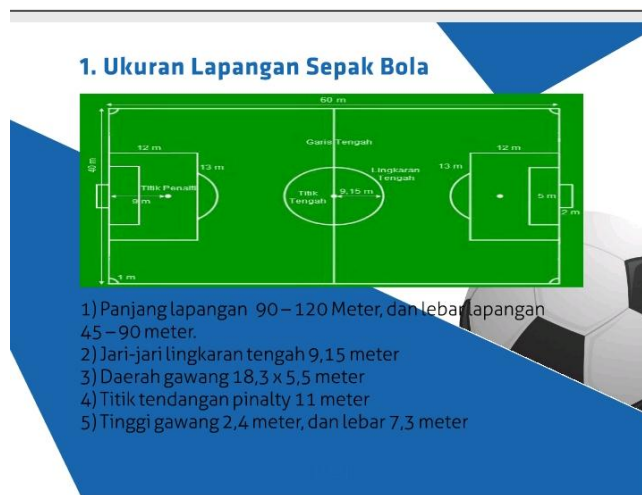 1. Ukuran Lapangan Sepak Bola
60 m
Garis Tengah
12 m
12 m
40 m
13 m
13 m
Lingkaran
Tengah
Titik Penalti
9 m
Titik
Tengah
9,15 m
5 m
2 m
1 m
1) Panjang lapangan 90 – 120 Meter, dan lebar lapangan
45 – 90 meter.
2) Jari-jari lingkaran tengah 9,15 meter
3) Daerah gawang 18,3 x 5,5 meter
4) Titik tendangan pinalty 11 meter
5) Tinggi gawang 2,4 meter, dan lebar 7,3 meter